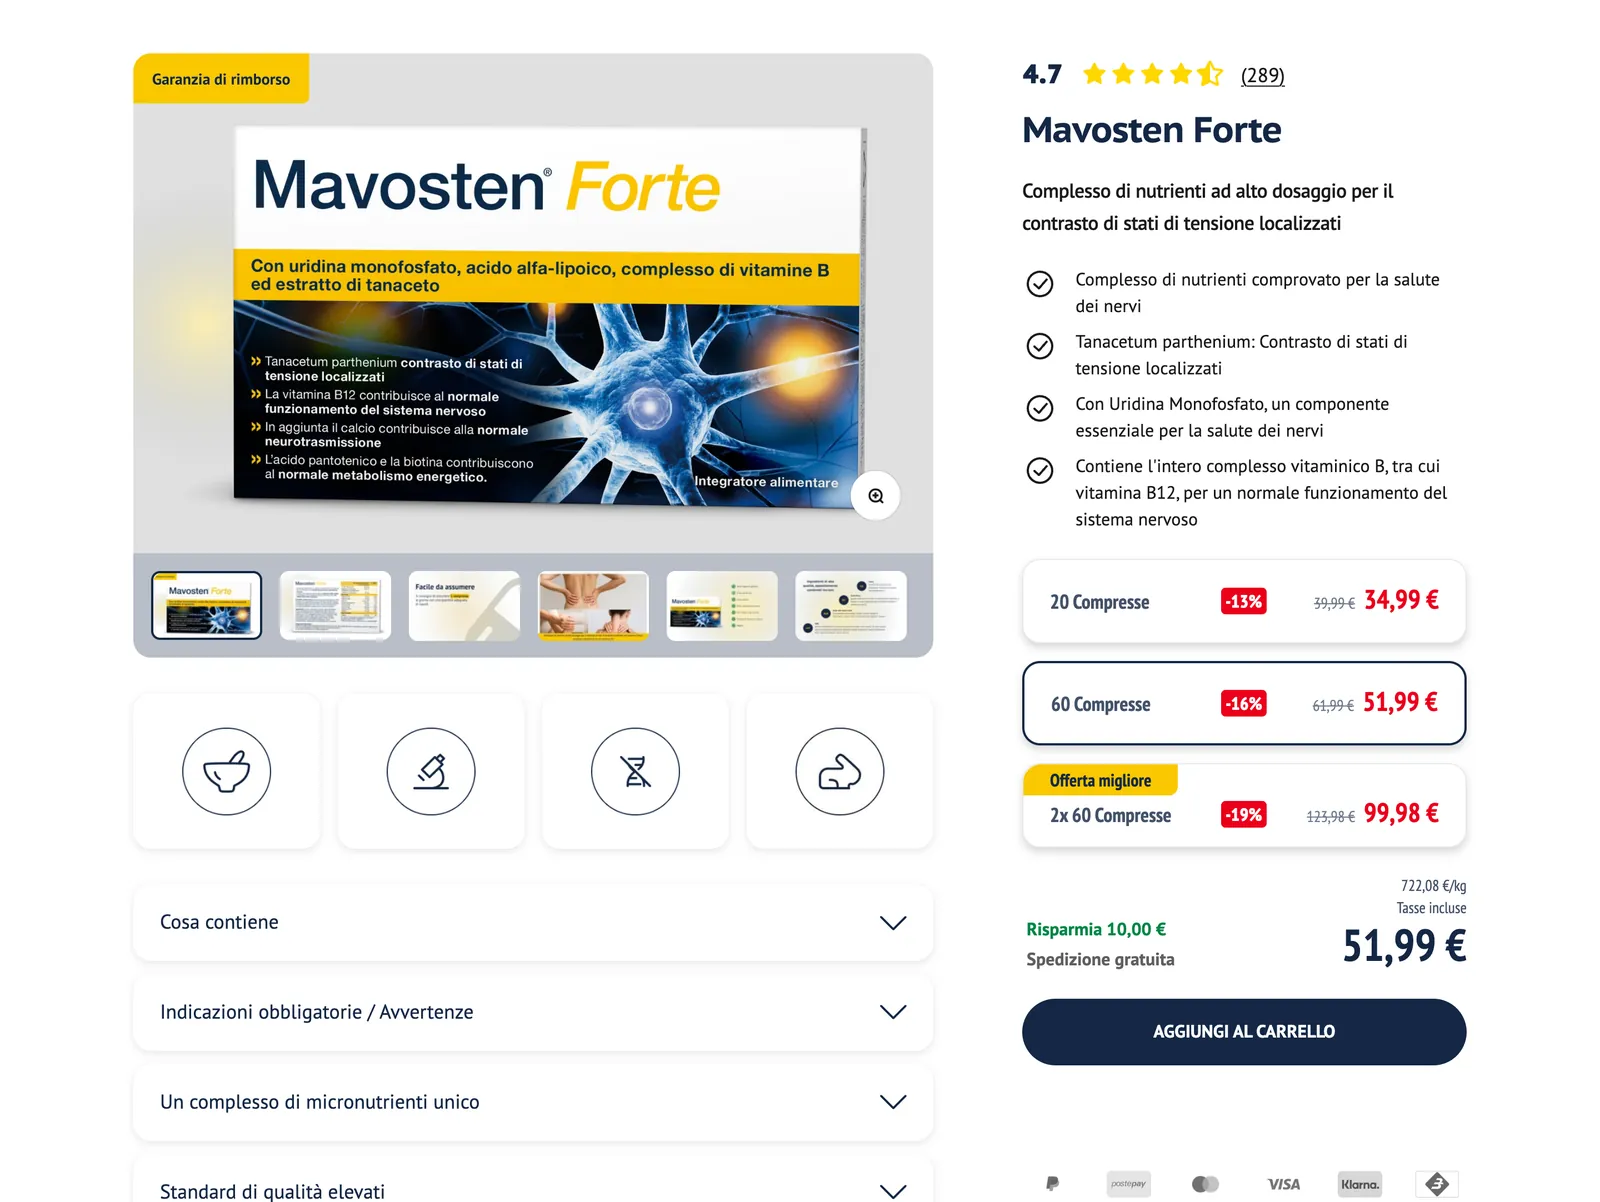 Garanzia di rimborso
Mavosten® Forte
Con uridina monofosfato, acido alfa-lipoico, complesso di vitamine B
ed estratto di tanaceto
Tanacetum parthenium contrasto di stati di
tensione localizzati
La vitamina B12 contribuisce al normale
funzionamento del sistema nervoso
In aggiunta il calcio contribuisce alla normale
neurotrasmissione
L'acido pantotenico e la biotina contribuiscono
al normale metabolismo energetico.
Integratore alimentare
Mavosten Forte
Facile da assumere
Cosa contiene
Indicazioni obbligatorie / Avvertenze
Un complesso di micronutrienti unico
Standard di qualità elevati
4.7 (289)
Mavosten Forte
Complesso di nutrienti ad alto dosaggio per il
contrasto di stati di tensione localizzati
Complesso di nutrienti comprovato per la salute
dei nervi
Tanacetum parthenium: Contrasto di stati di
tensione localizzati
Con Uridina Monofosfato, un componente
essenziale per la salute dei nervi
Contiene l'intero complesso vitaminico B, tra cui
vitamina B12, per un normale funzionamento del
sistema nervoso
20 Compresse -13% 39,99 € 34,99 €
60 Compresse -16% 61,99 € 51,99 €
Offerta migliore
2x 60 Compresse -19% 123,98 € 99,98 €
722,08 €/kg
Tasse incluse
Risparmia 10,00 € 51,99 €
Spedizione gratuita
AGGIUNGI AL CARRELLO
postepay VISA Klarna.